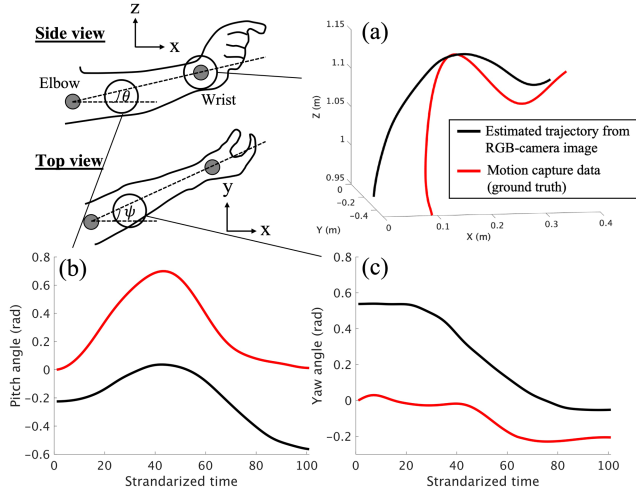 Side view
z
x
Elbow
θ
Wrist
Top view
ψ
y
x
(a)
1.15
1.1
1.05
1
0.95
Z (m)
0
-0.2
-0.4
Y (m)
0
0.1
0.2
0.3
0.4
X (m)
Estimated trajectory from
RGB-camera image
Motion capture data
(ground truth)
(b)
0.8
0.6
0.4
0.2
0
-0.2
-0.4
-0.6
Pitch angle (rad)
0
20
40
60
80
100
Strandarized time
(c)
0.8
0.6
0.4
0.2
0
-0.2
Yaw angle (rad)
0
20
40
60
80
100
Strandarized time